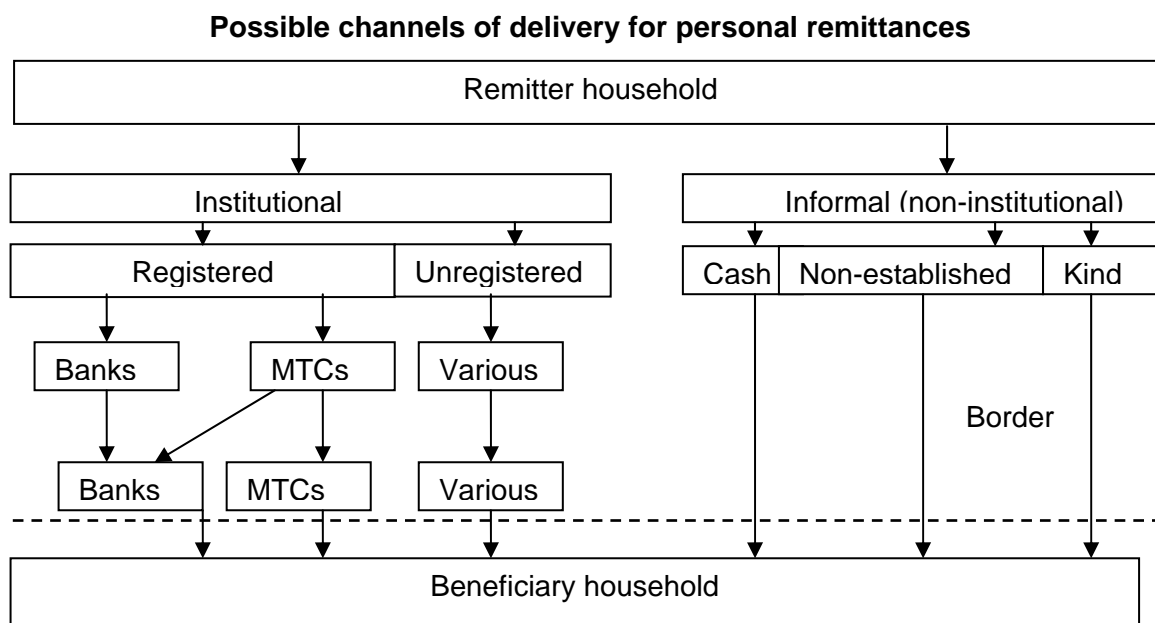 Possible channels of delivery for personal remittances
Remitter household
Institutional
Informal (non-institutional)
Registered
Unregistered
Cash
Non-established
Kind
Banks
MTCs
Various
Border
Banks
MTCs
Various
Beneficiary household